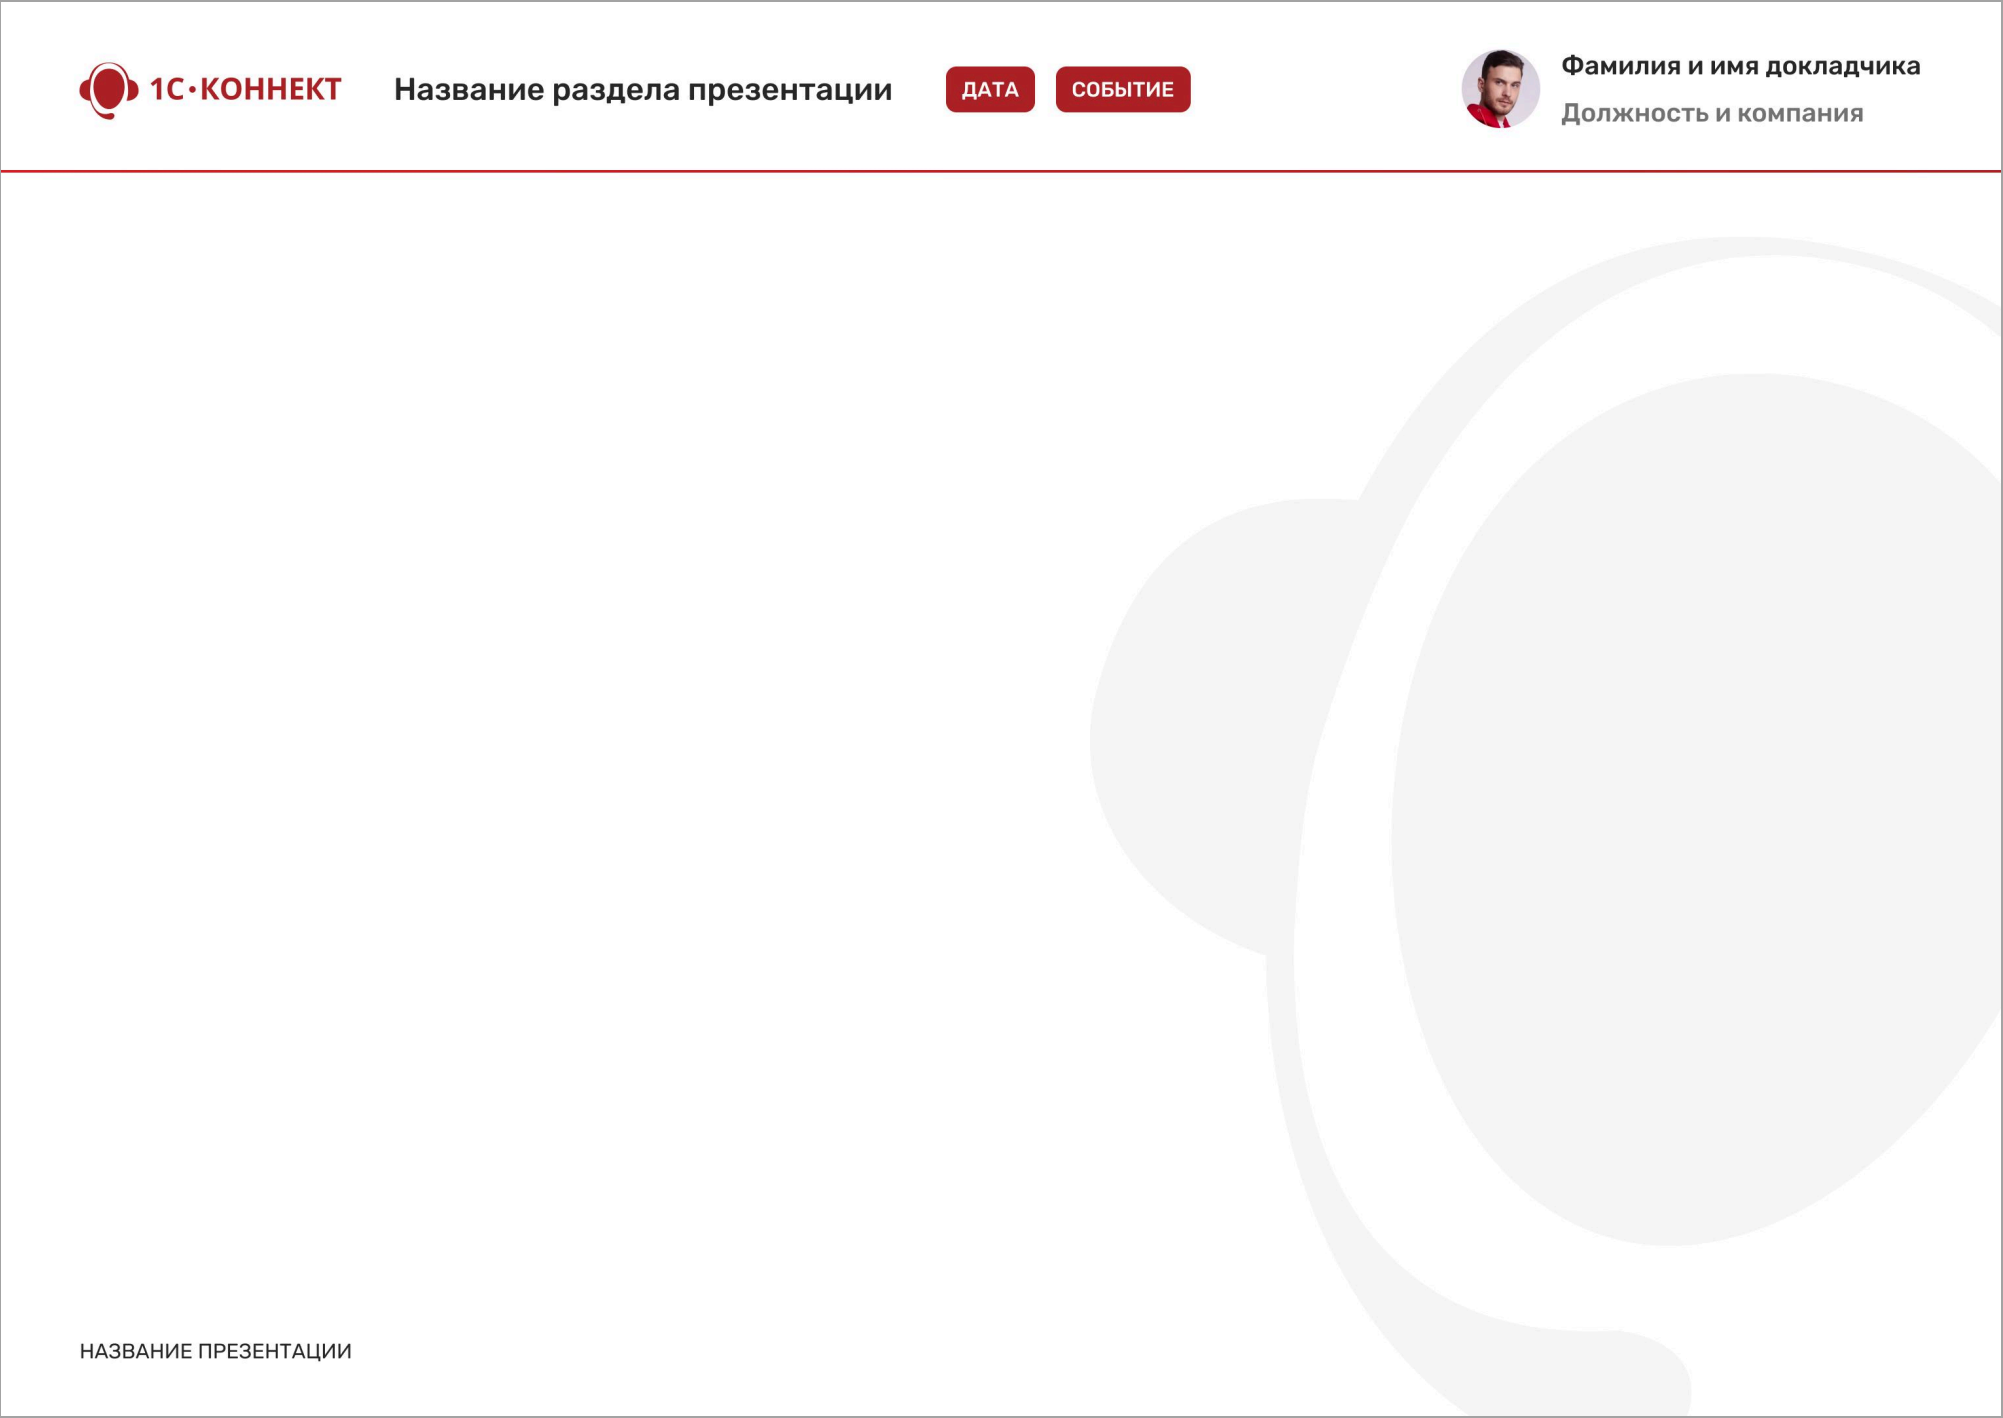 1С·КОННЕКТ
Название раздела презентации
ДАТА
СОБЫТИЕ
Фамилия и имя докладчика
Должность и компания
НАЗВАНИЕ ПРЕЗЕНТАЦИИ